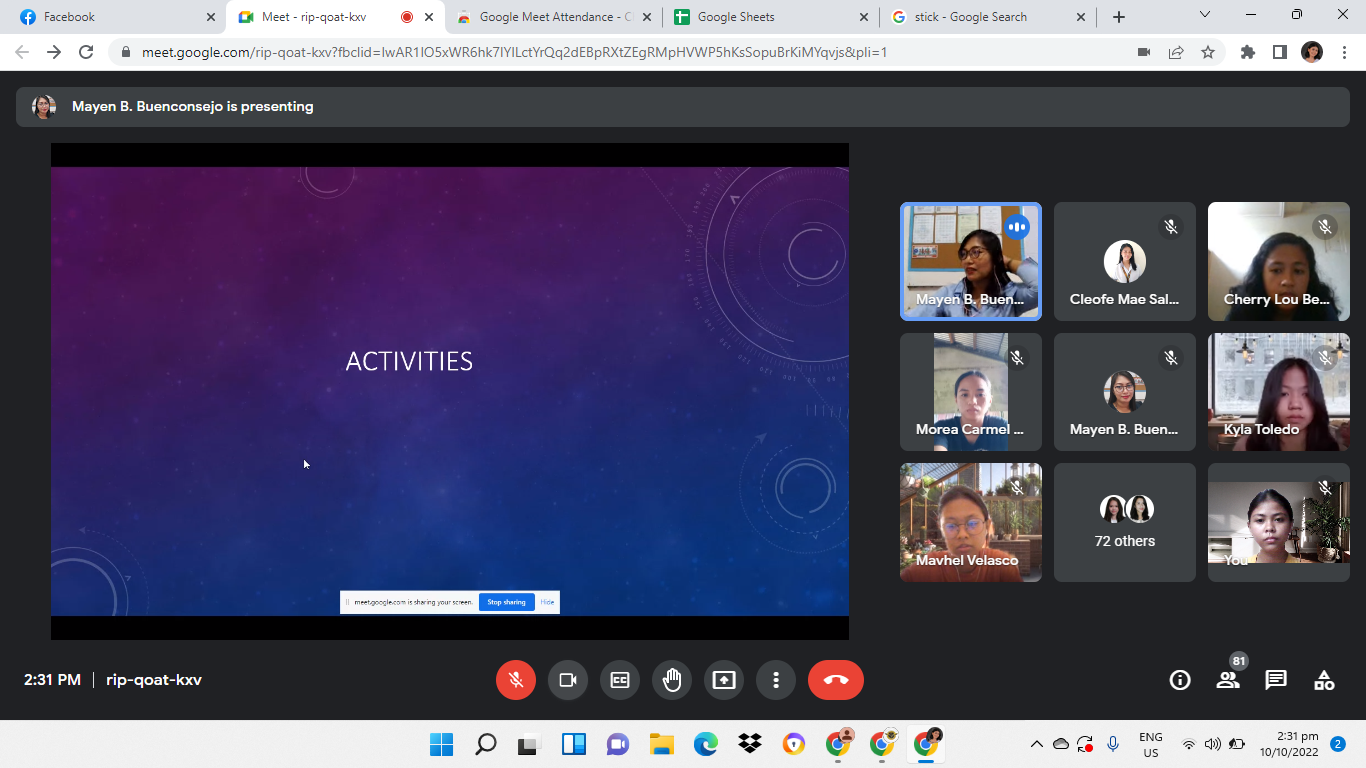 Facebook
Meet - rip-qoat-kxv
Google Meet Attendance - C
Google Sheets
stick - Google Search
meet.google.com/rip-qoat-kxv?fbclid=IwAR1lO5xWR6hk7IYlLctYrQq2dEBpRXtZEgRMpHVWP5hKsSopuBrKiMYqvjs&pli=1
Mayen B. Buenconsejo is presenting
ACTIVITIES
meet.google.com is sharing your screen.
Stop sharing
Hide
Mayen B. Buen...
Cleofe Mae Sal...
Cherry Lou Be...
Morea Carmel ...
Mayen B. Buen...
Kyla Toledo
Mavhel Velasco
72 others
You
2:31 PM
rip-qoat-kxv
81
ENG
US
2:31 pm
10/10/2022
2